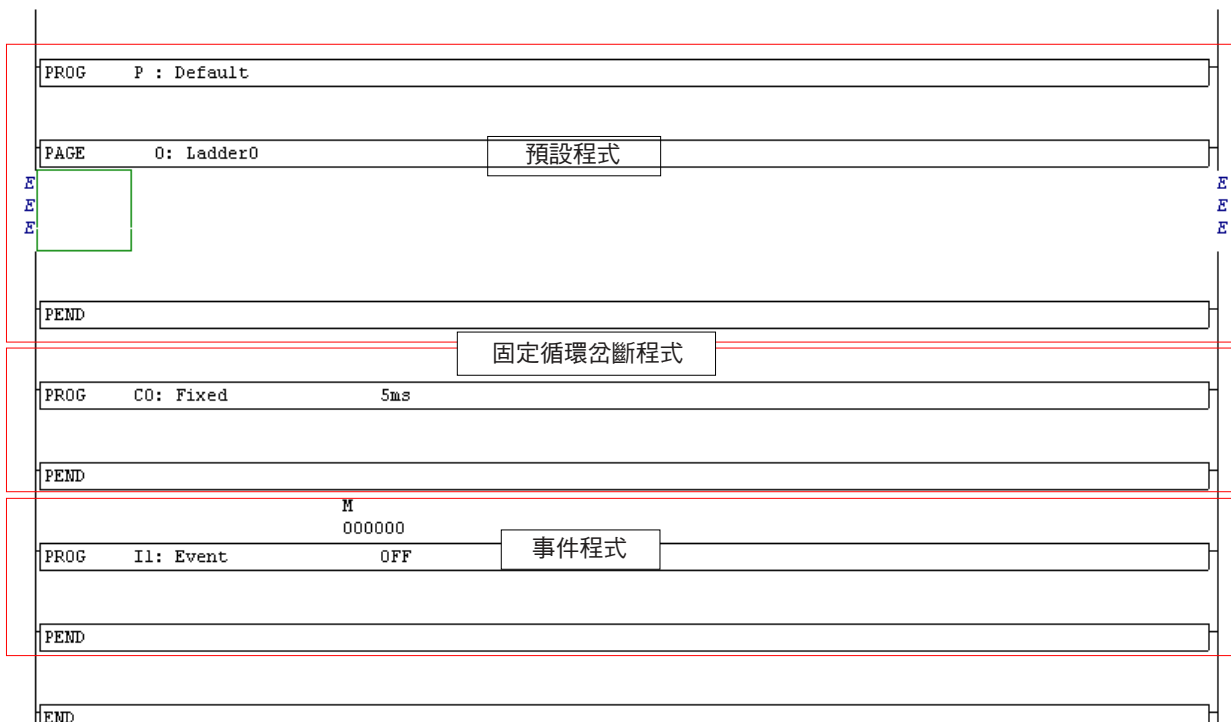 PROG P : Default
PAGE 0: Ladder0
預設程式
E E
E E
E E
PEND
固定循環岔斷程式
PROG C0: Fixed 5ms
PEND
M
000000
PROG I1: Event OFF
事件程式
PEND
END